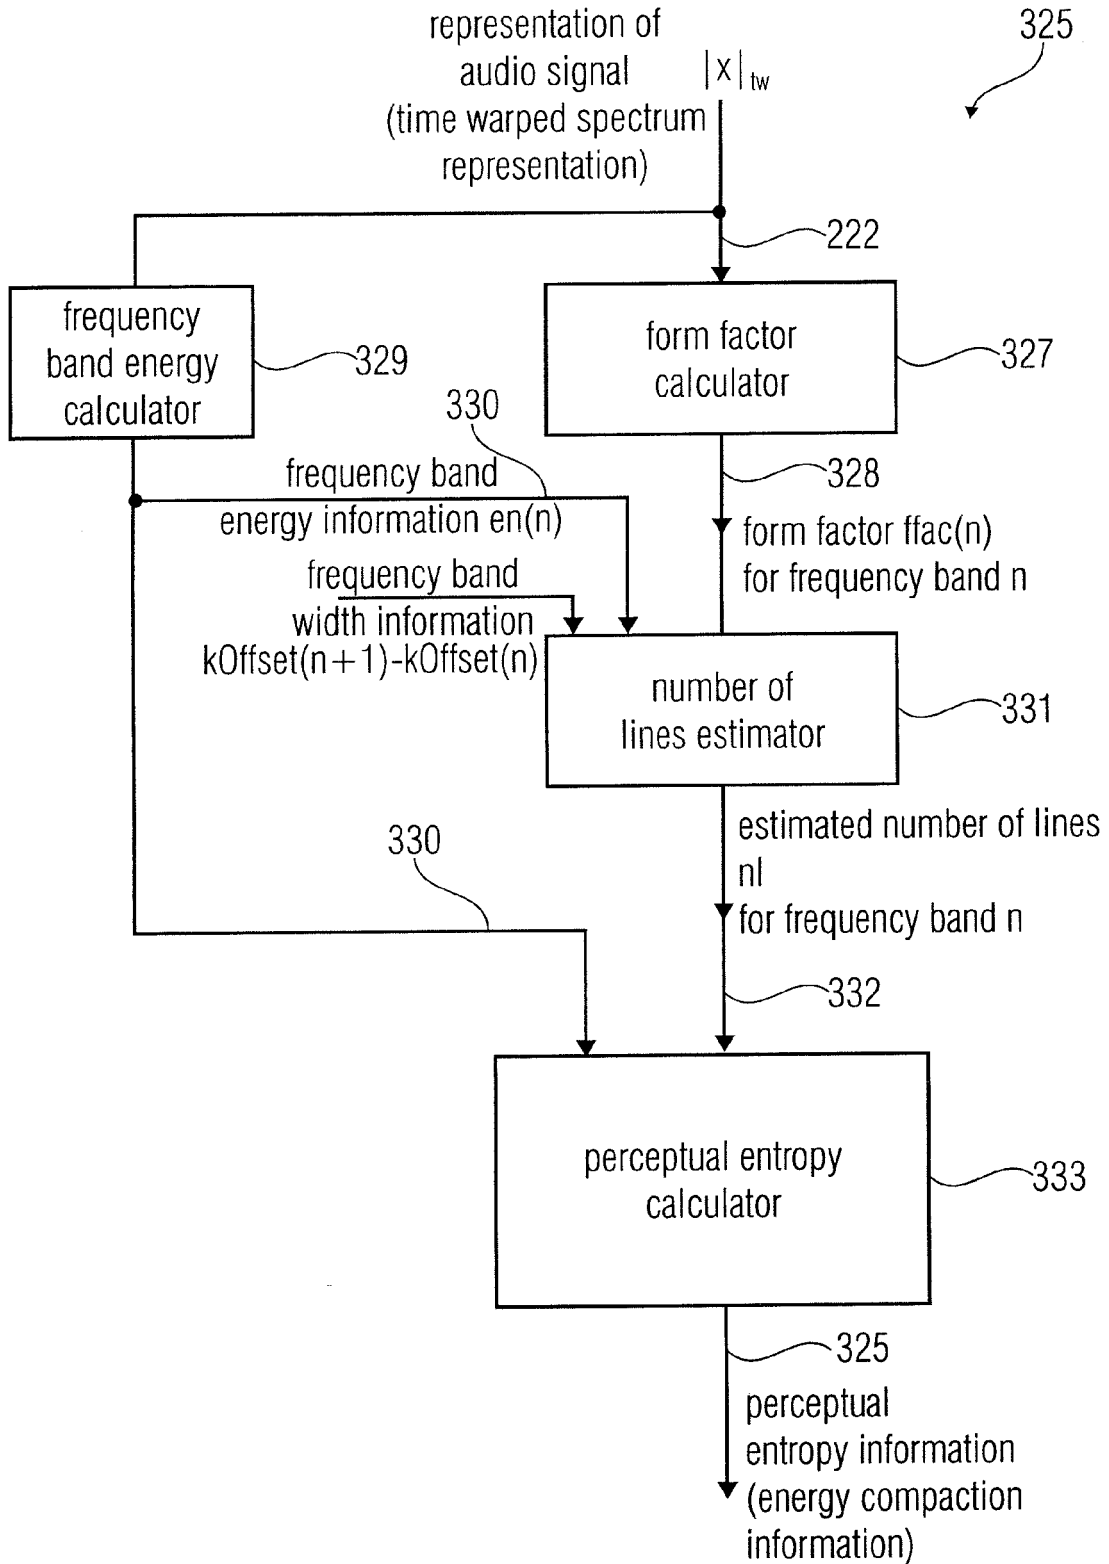 representation of
audio signal
(time warped spectrum
representation)
|x|tw
325
222
frequency
band energy
calculator
329
form factor
calculator
327
330
328
frequency band
energy information en(n)
form factor ffac(n)
for frequency band n
frequency band
width information
kOffset(n+1)-kOffset(n)
number of
lines estimator
331
estimated number of lines
nl
for frequency band n
330
332
perceptual entropy
calculator
333
325
perceptual
entropy information
(energy compaction
information)